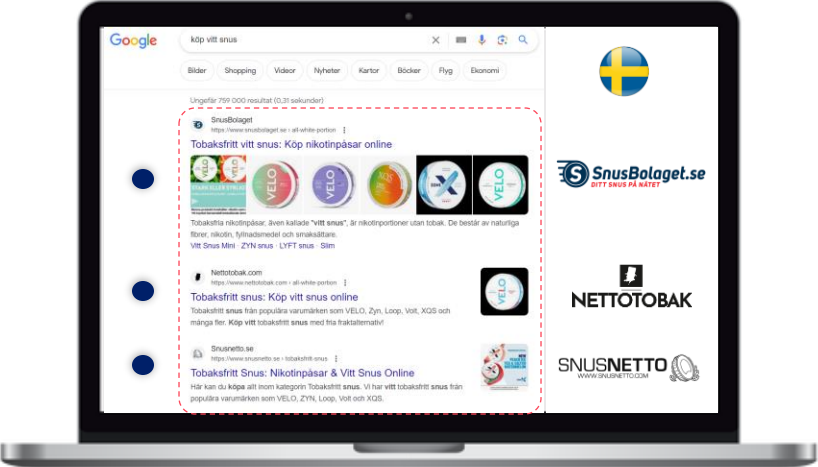 Google
köp vitt snus
Bilder Shopping Videor Nyheter Kartor Böcker Flyg Ekonomi
Ungefär 759 000 resultat (0,31 sekunder)
SnusBolaget
https://www.snusbolaget.se › all-white-portion
Tobaksfritt vitt snus: Köp nikotinpåsar online
VELO VELO VELO VELO XQS VELO
Tobaksfria nikotinpåsar, även kallade "vitt snus", är nikotinportioner utan tobak. De består av naturliga
fibrer, nikotin, fyllnadsmedel och smaksättare.
Vitt Snus Mini · ZYN snus · LYFT snus · Slim
Nettotobak.com
https://www.nettotobak.com › all-white-portion
Tobaksfritt snus: Köp vitt snus online
Tobaksfritt snus från populära varumärken som VELO, Zyn, Loop, Volt, XQS och
många fler. Köp vitt tobaksfritt snus med fria fraktalternativ!
VELO
Snusnetto.se
https://www.snusnetto.se › tobaksfritt-snus
Tobaksfritt Snus: Nikotinpåsar & Vitt Snus Online
Här kan du köpa allt inom kategorin Tobaksfritt snus. Vi har vitt tobaksfritt snus från
populära varumärken som VELO, ZYN, Loop, Volt och XQS.
S SnusBolaget.se
DITT SNUS PÅ NÄTET
NETTOTOBAK
SNUSNETTO
WWW.SNUSNETTO.COM